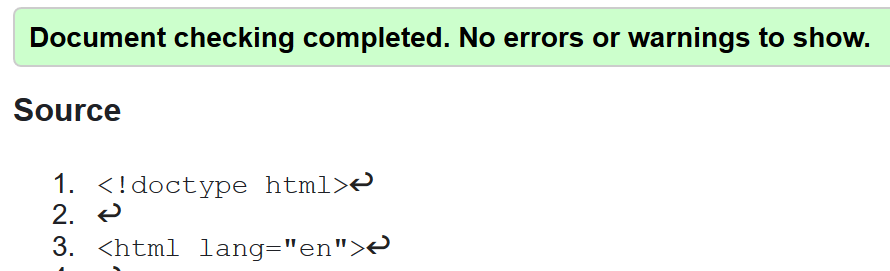 Document checking completed. No errors or warnings to show.
Source
1. <!doctype html>↩
2. ↩
3. <html lang="en">↩